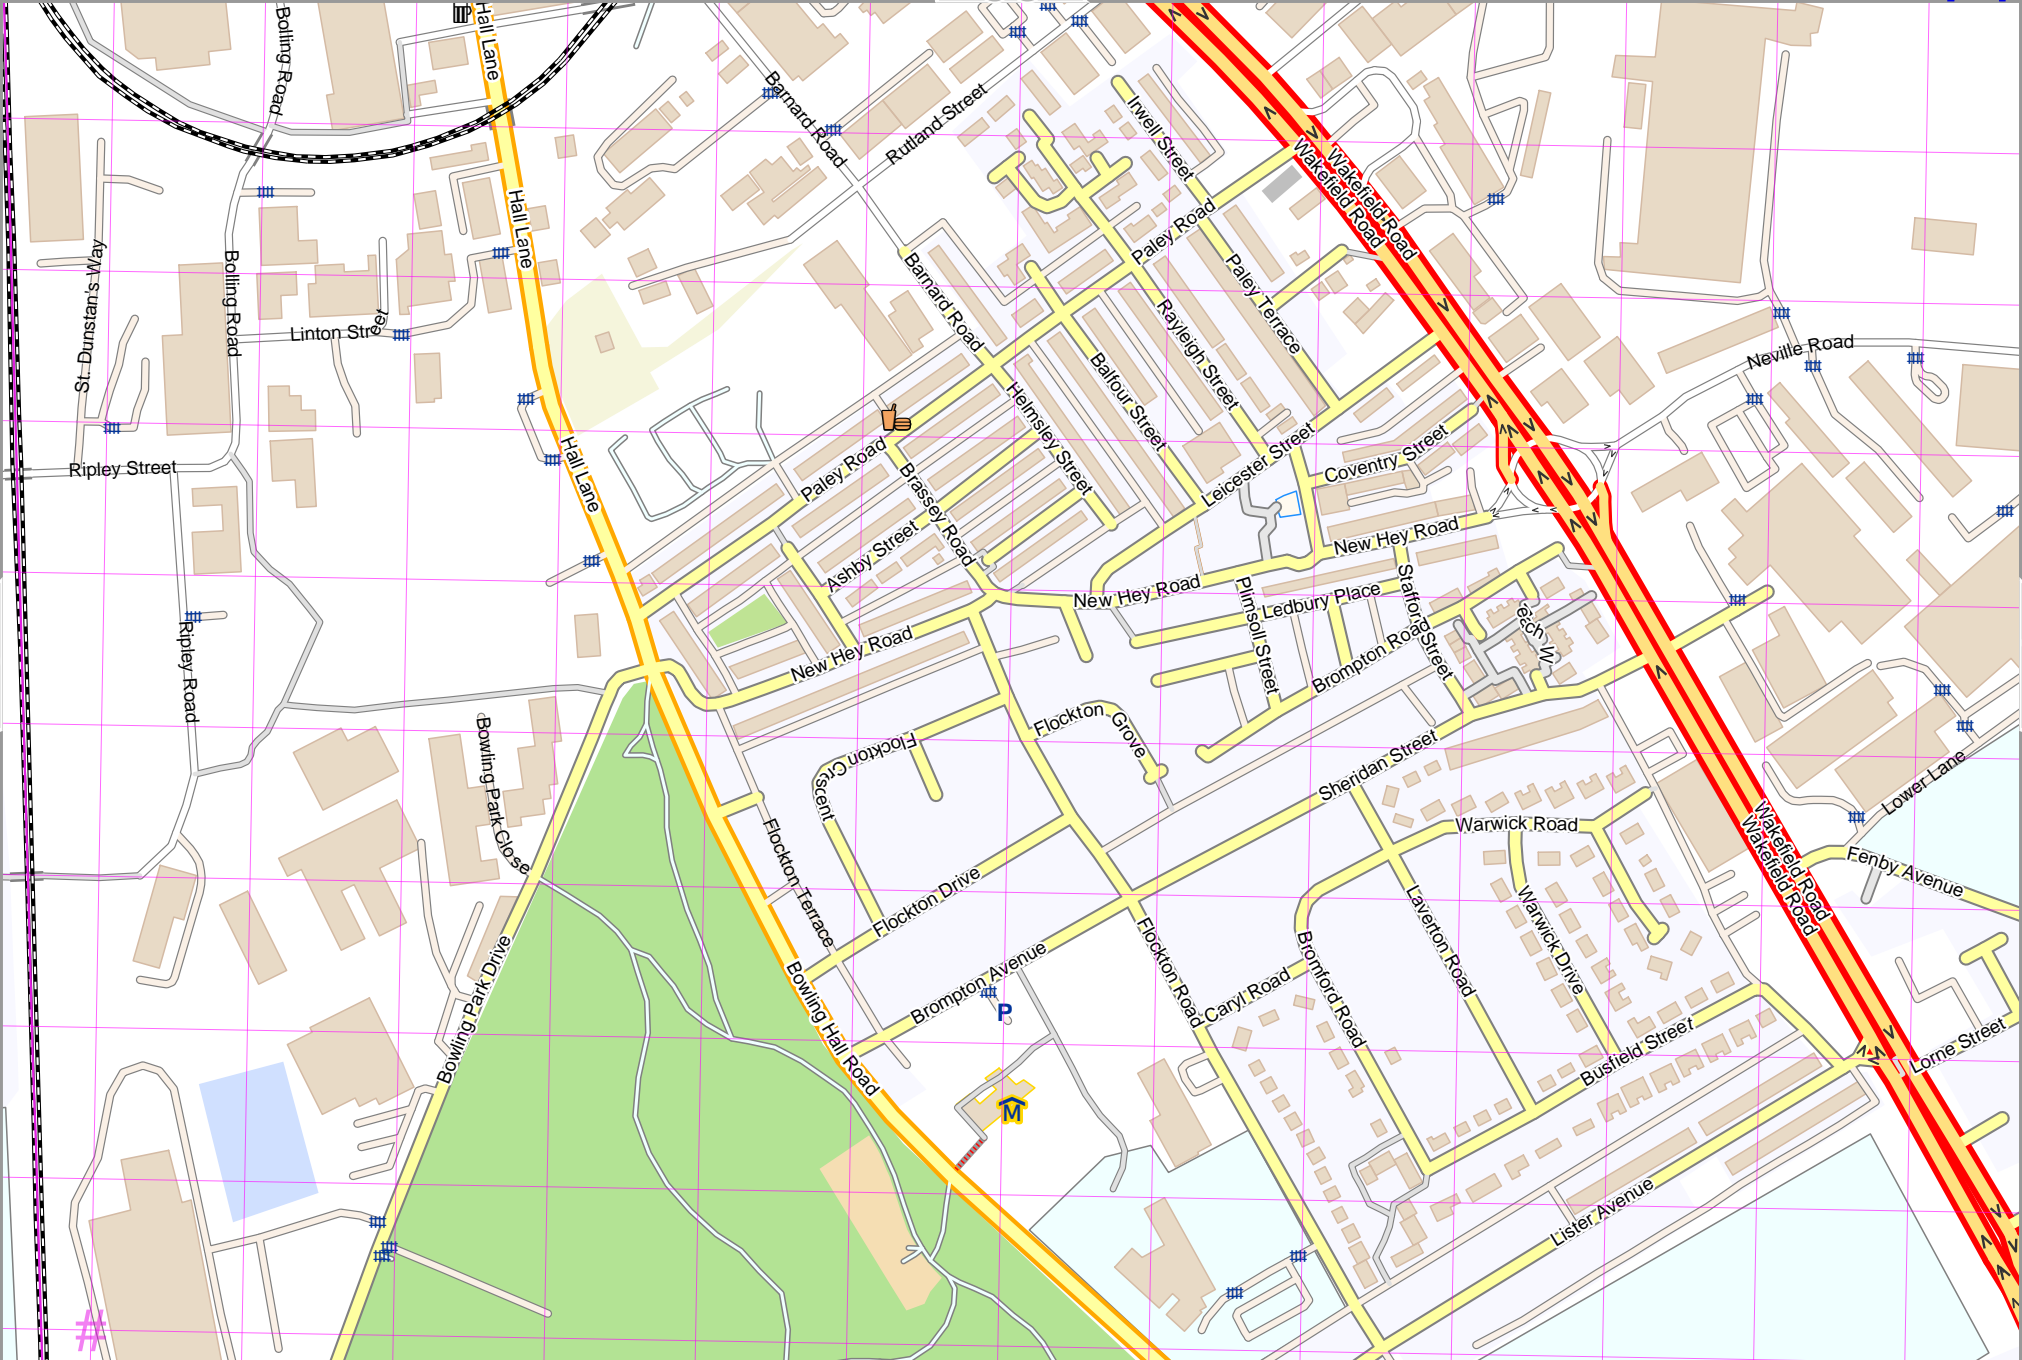 Hall Lane
Bolling Road
Barnard Road
Rutland Street
Irwell Street
Wakefield Road
Wakefield Road
Hall Lane
Paley Road
St. Dunstan's Way
Bolling Road
Linton Street
Barnard Road
Paley Terrace
Rayleigh Street
Balfour Street
Neville Road
Helmsley Street
Ripley Street
Hall Lane
Paley Road
Brassey Road
Leicester Street
Coventry Street
Ashby Street
New Hey Road
New Hey Road
Plimsoll Street
Ledbury Place
Stafford Street
each W
Ripley Road
New Hey Road
Brompton Road
Bowling Park Close
Flockton Crescent
Flockton Grove
Sheridan Street
Lower Lane
Flockton Terrace
Warwick Road
Wakefield Road
Wakefield Road
Fenby Avenue
Flockton Drive
Laverton Road
Warwick Drive
Bowling Park Drive
Bowling Hall Road
Brompton Avenue
P
Flockton Road
Caryl Road
Bromford Road
Busfield Street
Lorne Street
M
Lister Avenue
#